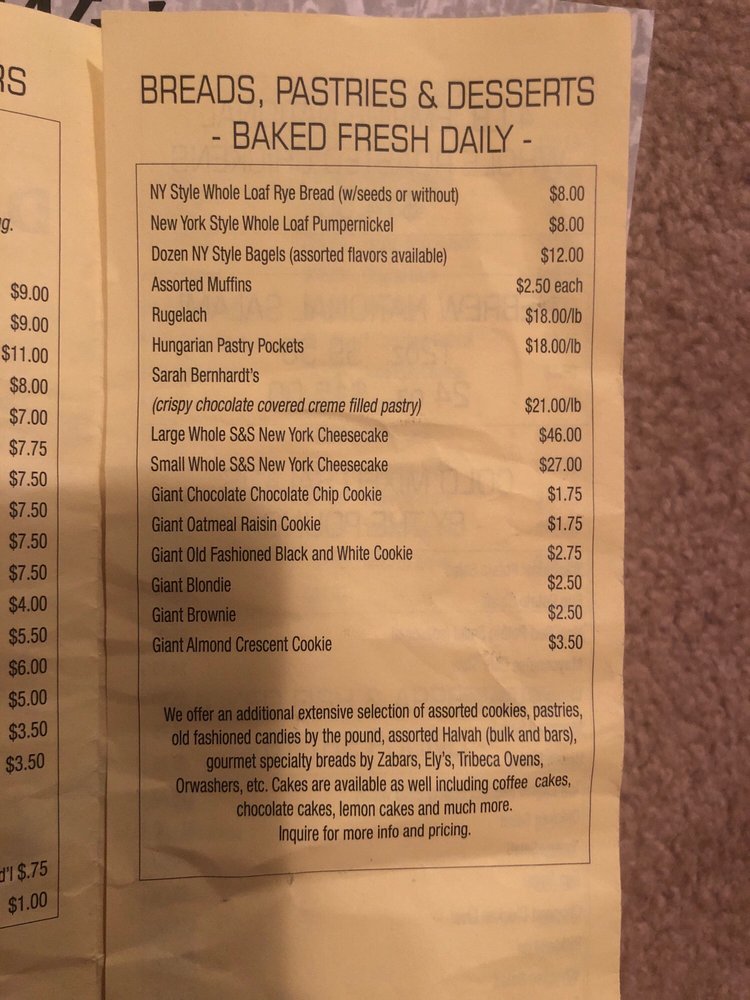 RS
g.
$9.00
$9.00
$11.00
$8.00
$7.00
$7.75
$7.50
$7.50
$7.50
$7.50
$4.00
$5.50
$6.00
$5.00
$3.50
$3.50
d'l $.75
$1.00
BREADS, PASTRIES & DESSERTS
- BAKED FRESH DAILY -
NY Style Whole Loaf Rye Bread (w/seeds or without) $8.00
New York Style Whole Loaf Pumpernickel $8.00
Dozen NY Style Bagels (assorted flavors available) $12.00
Assorted Muffins $2.50 each
Rugelach $18.00/lb
Hungarian Pastry Pockets $18.00/lb
Sarah Bernhardt's
(crispy chocolate covered creme filled pastry) $21.00/lb
Large Whole S&S New York Cheesecake $46.00
Small Whole S&S New York Cheesecake $27.00
Giant Chocolate Chocolate Chip Cookie $1.75
Giant Oatmeal Raisin Cookie $1.75
Giant Old Fashioned Black and White Cookie $2.75
Giant Blondie $2.50
Giant Brownie $2.50
Giant Almond Crescent Cookie $3.50
We offer an additional extensive selection of assorted cookies, pastries,
old fashioned candies by the pound, assorted Halvah (bulk and bars),
gourmet specialty breads by Zabars, Ely's, Tribeca Ovens,
Orwashers, etc. Cakes are available as well including coffee cakes,
chocolate cakes, lemon cakes and much more.
Inquire for more info and pricing.